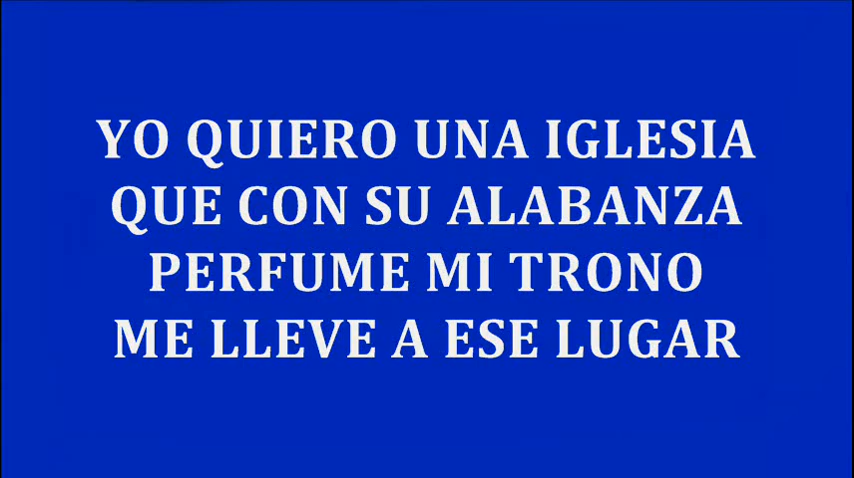 YO QUIERO UNA IGLESIA
QUE CON SU ALABANZA
PERFUME MI TRONO
ME LLEVE A ESE LUGAR